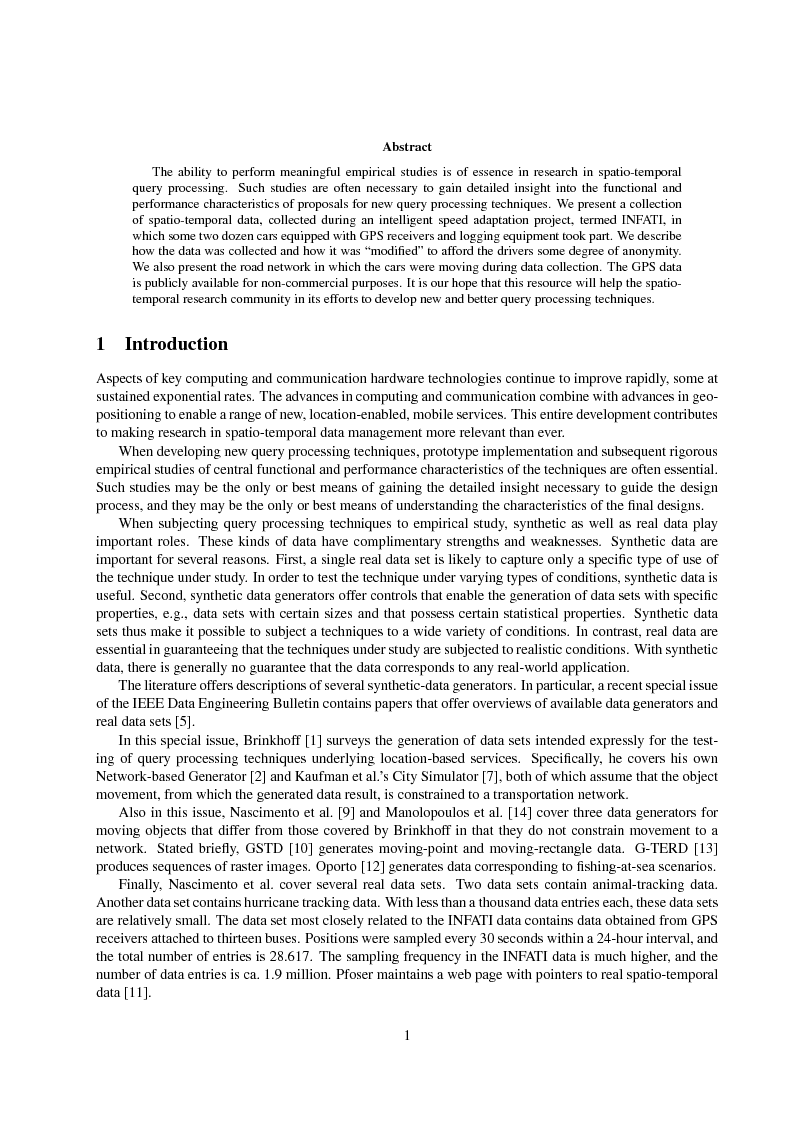 Abstract
The ability to perform meaningful empirical studies is of essence in research in spatio-temporal
query processing. Such studies are often necessary to gain detailed insight into the functional and
performance characteristics of proposals for new query processing techniques. We present a collection
of spatio-temporal data, collected during an intelligent speed adaptation project, termed INFATI, in
which some two dozen cars equipped with GPS receivers and logging equipment took part. We describe
how the data was collected and how it was “modified” to afford the drivers some degree of anonymity.
We also present the road network in which the cars were moving during data collection. The GPS data
is publicly available for non-commercial purposes. It is our hope that this resource will help the spatio-
temporal research community in its efforts to develop new and better query processing techniques.
1 Introduction
Aspects of key computing and communication hardware technologies continue to improve rapidly, some at
sustained exponential rates. The advances in computing and communication combine with advances in geo-
positioning to enable a range of new, location-enabled, mobile services. This entire development contributes
to making research in spatio-temporal data management more relevant than ever.
When developing new query processing techniques, prototype implementation and subsequent rigorous
empirical studies of central functional and performance characteristics of the techniques are often essential.
Such studies may be the only or best means of gaining the detailed insight necessary to guide the design
process, and they may be the only or best means of understanding the characteristics of the final designs.
When subjecting query processing techniques to empirical study, synthetic as well as real data play
important roles. These kinds of data have complimentary strengths and weaknesses. Synthetic data are
important for several reasons. First, a single real data set is likely to capture only a specific type of use of
the technique under study. In order to test the technique under varying types of conditions, synthetic data is
useful. Second, synthetic data generators offer controls that enable the generation of data sets with specific
properties, e.g., data sets with certain sizes and that possess certain statistical properties. Synthetic data
sets thus make it possible to subject a techniques to a wide variety of conditions. In contrast, real data are
essential in guaranteeing that the techniques under study are subjected to realistic conditions. With synthetic
data, there is generally no guarantee that the data corresponds to any real-world application.
The literature offers descriptions of several synthetic-data generators. In particular, a recent special issue
of the IEEE Data Engineering Bulletin contains papers that offer overviews of available data generators and
real data sets [5].
In this special issue, Brinkhoff [1] surveys the generation of data sets intended expressly for the test-
ing of query processing techniques underlying location-based services. Specifically, he covers his own
Network-based Generator [2] and Kaufman et al.’s City Simulator [7], both of which assume that the object
movement, from which the generated data result, is constrained to a transportation network.
Also in this issue, Nascimento et al. [9] and Manolopoulos et al. [14] cover three data generators for
moving objects that differ from those covered by Brinkhoff in that they do not constrain movement to a
network. Stated briefly, GSTD [10] generates moving-point and moving-rectangle data. G-TERD [13]
produces sequences of raster images. Oporto [12] generates data corresponding to fishing-at-sea scenarios.
Finally, Nascimento et al. cover several real data sets. Two data sets contain animal-tracking data.
Another data set contains hurricane tracking data. With less than a thousand data entries each, these data sets
are relatively small. The data set most closely related to the INFATI data contains data obtained from GPS
receivers attached to thirteen buses. Positions were sampled every 30 seconds within a 24-hour interval, and
the total number of entries is 28.617. The sampling frequency in the INFATI data is much higher, and the
number of data entries is ca. 1.9 million. Pfoser maintains a web page with pointers to real spatio-temporal
data [11].
1